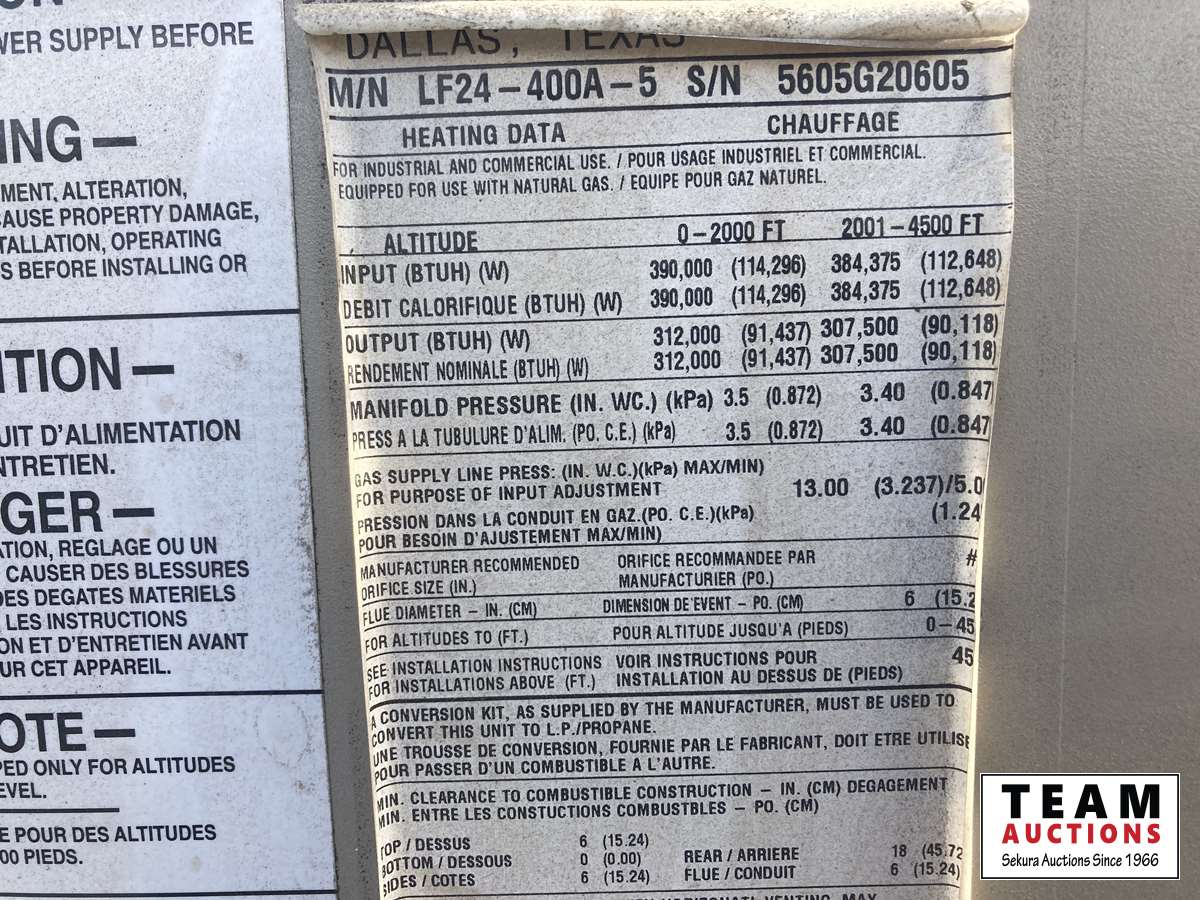 ON
WER SUPPLY BEFORE
ING —
MENT, ALTERATION,
CAUSE PROPERTY DAMAGE,
TALLATION, OPERATING
S BEFORE INSTALLING OR
TION —
UIT D'ALIMENTATION
NTRETIEN.
GER —
ATION, REGLAGE OU UN
CAUSER DES BLESSURES
DES DEGATES MATERIELS
LES INSTRUCTIONS
ON ET D'ENTRETIEN AVANT
UR CET APPAREIL.
OTE —
PED ONLY FOR ALTITUDES
EVEL.
E POUR DES ALTITUDES
00 PIEDS.
DALLAS, TEXAS
M/N LF24-400A-5 S/N 5605G20605
HEATING DATA CHAUFFAGE
FOR INDUSTRIAL AND COMMERCIAL USE. / POUR USAGE INDUSTRIEL ET COMMERCIAL.
EQUIPPED FOR USE WITH NATURAL GAS. / EQUIPE POUR GAZ NATUREL.
ALTITUDE 0-2000 FT 2001-4500 FT
INPUT (BTUH) (W) 390,000 (114,296) 384,375 (112,648)
DEBIT CALORIFIQUE (BTUH) (W) 390,000 (114,296) 384,375 (112,648)
OUTPUT (BTUH) (W) 312,000 (91,437) 307,500 (90,118)
RENDEMENT NOMINALE (BTUH) (W) 312,000 (91,437) 307,500 (90,118)
MANIFOLD PRESSURE (IN. WC.) (kPa) 3.5 (0.872) 3.40 (0.847
PRESS A LA TUBULURE D'ALIM. (PO. C.E.) (kPa) 3.5 (0.872) 3.40 (0.847
GAS SUPPLY LINE PRESS: (IN. W.C.)(kPa) MAX/MIN)
FOR PURPOSE OF INPUT ADJUSTMENT 13.00 (3.237)/5.0
PRESSION DANS LA CONDUIT EN GAZ.(PO. C.E.)(kPa) (1.24
POUR BESOIN D'AJUSTEMENT MAX/MIN)
MANUFACTURER RECOMMENDED ORIFICE RECOMMANDEE PAR #
ORIFICE SIZE (IN.) MANUFACTURIER (PO.)
FLUE DIAMETER - IN. (CM) DIMENSION DE'EVENT - PO. (CM) 6 (15.2
FOR ALTITUDES TO (FT.) POUR ALTITUDE JUSQU'A (PIEDS) 0-45
SEE INSTALLATION INSTRUCTIONS VOIR INSTRUCTIONS POUR 45
FOR INSTALLATIONS ABOVE (FT.) INSTALLATION AU DESSUS DE (PIEDS)
A CONVERSION KIT, AS SUPPLIED BY THE MANUFACTURER, MUST BE USED TO
CONVERT THIS UNIT TO L.P./PROPANE.
UNE TROUSSE DE CONVERSION, FOURNIE PAR LE FABRICANT, DOIT ETRE UTILISE
POUR PASSER D'UN COMBUSTIBLE A L'AUTRE.
MIN. CLEARANCE TO COMBUSTIBLE CONSTRUCTION - IN. (CM) DEGAGEMENT
MIN. ENTRE LES CONSTUCTIONS COMBUSTBLES - PO. (CM)
TOP / DESSUS 6 (15.24)
BOTTOM / DESSOUS 0 (0.00) REAR / ARRIERE 18 (45.72
SIDES / COTES 6 (15.24) FLUE / CONDUIT 6 (15.24)
HORIZONTAL VENTING, MAX
TEAM
AUCTIONS
Sekura Auctions Since 1966